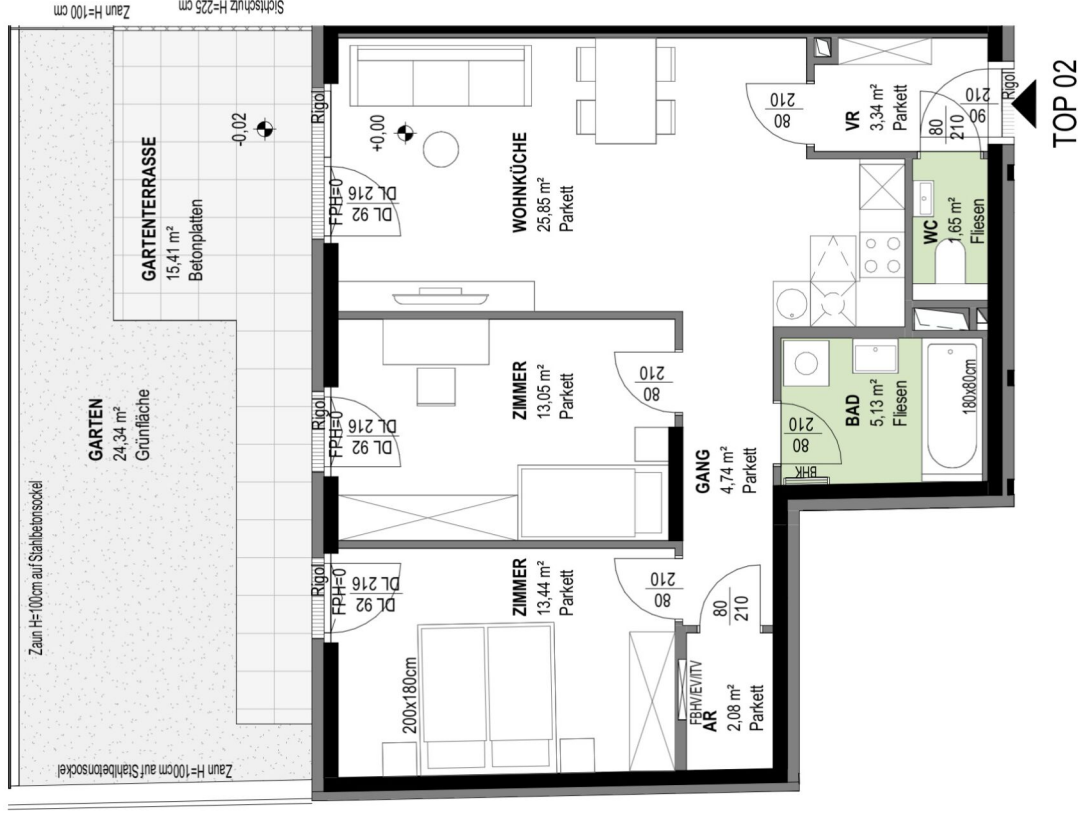 Zaun H=100 cm
Sichtschutz H=225 cm
GARTENTERRASSE
15,41 m²
Betonplatten
-0,02
GARTEN
24,34 m²
Grünfläche
Zaun H=100cm auf Stahlbetonsockel
Zaun H=100cm auf Stahlbetonsockel
Rigol
FPH=0
DL 92
DL 216
+0,00
WOHNKÜCHE
25,85 m²
Parkett
80
210
VR
3,34 m²
Parkett
80
210
90
210
Rigol
TOP 02
WC
1,65 m²
Fliesen
Rigol
FPH=0
DL 92
DL 216
ZIMMER
13,05 m²
Parkett
80
210
GANG
4,74 m²
Parkett
80
210
BHK
BAD
5,13 m²
Fliesen
180x80cm
Rigol
FPH=0
DL 92
DL 216
ZIMMER
13,44 m²
Parkett
200x180cm
80
210
80
210
FBHV/EV/ITV
AR
2,08 m²
Parkett